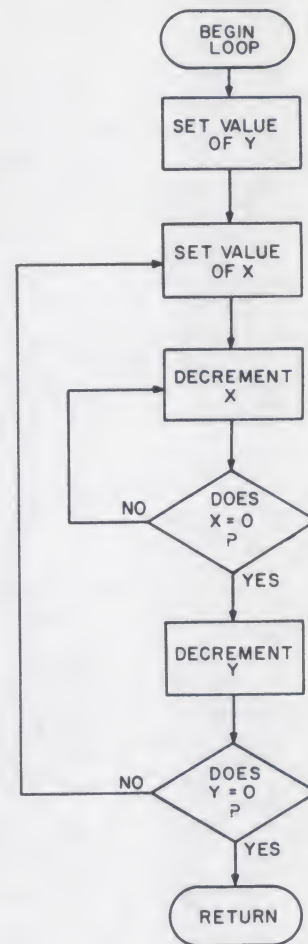 BEGIN
LOOP
SET VALUE
OF Y
SET VALUE
OF X
DECREMENT
X
NO
DOES
X = 0
?
YES
DECREMENT
Y
NO
DOES
Y = 0
?
YES
RETURN